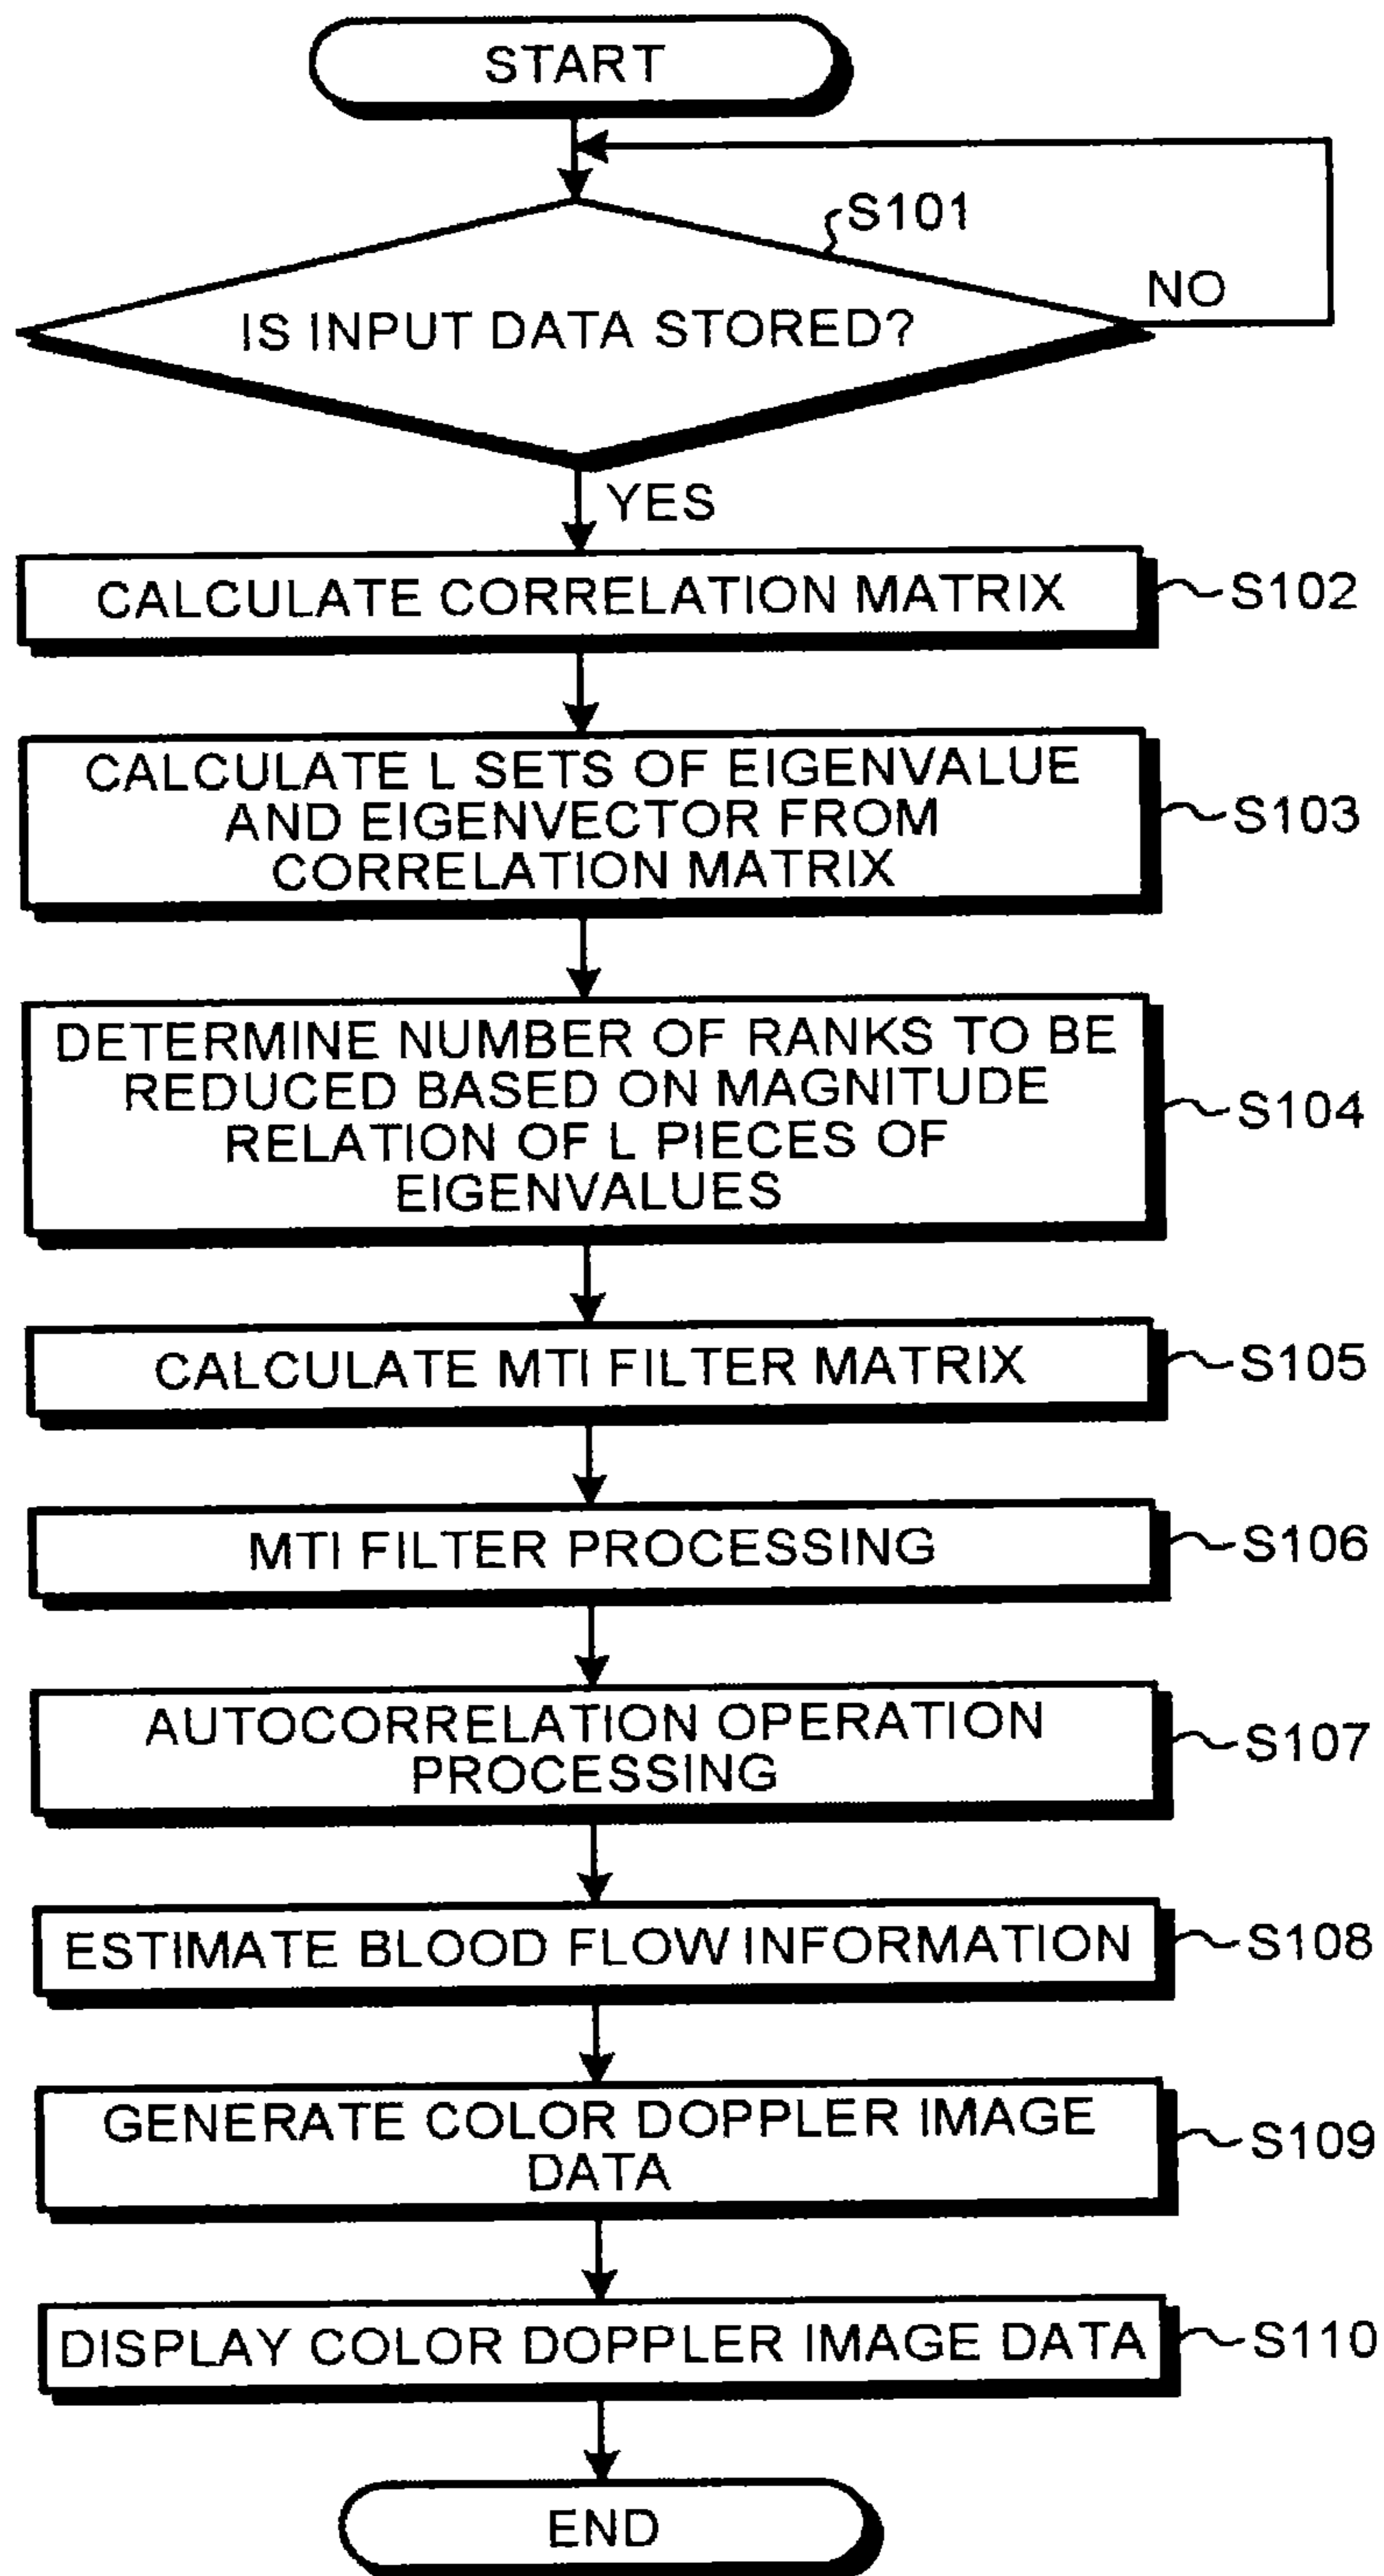 START
S101
NO
IS INPUT DATA STORED?
YES
CALCULATE CORRELATION MATRIX
S102
CALCULATE L SETS OF EIGENVALUE
AND EIGENVECTOR FROM
CORRELATION MATRIX
S103
DETERMINE NUMBER OF RANKS TO BE
REDUCED BASED ON MAGNITUDE
RELATION OF L PIECES OF
EIGENVALUES
S104
CALCULATE MTI FILTER MATRIX
S105
MTI FILTER PROCESSING
S106
AUTOCORRELATION OPERATION
PROCESSING
S107
ESTIMATE BLOOD FLOW INFORMATION
S108
GENERATE COLOR DOPPLER IMAGE
DATA
S109
DISPLAY COLOR DOPPLER IMAGE DATA
S110
END